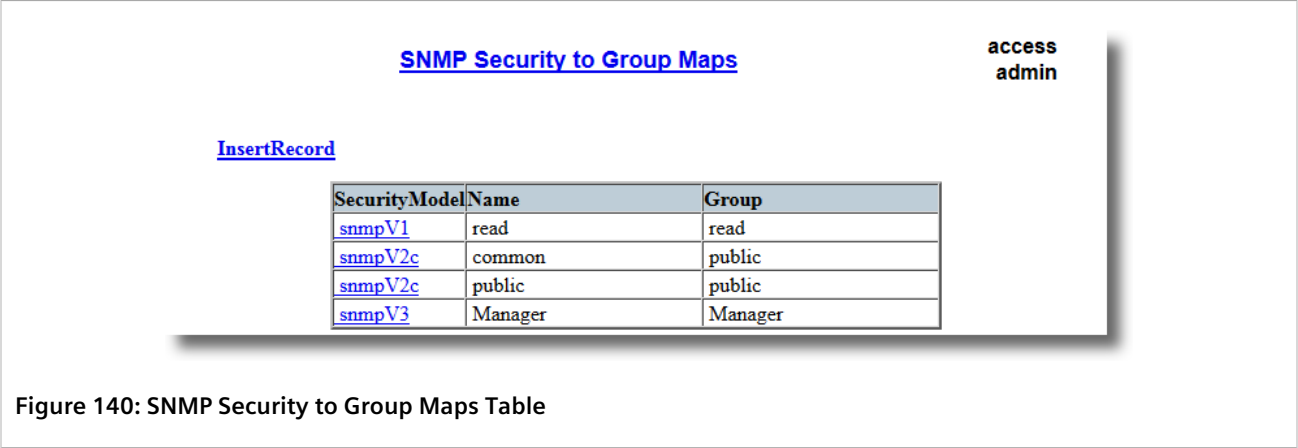 SNMP Security to Group Maps
access
admin
InsertRecord
SecurityModel Name Group
snmpV1 read read
snmpV2c common public
snmpV2c public public
snmpV3 Manager Manager
Figure 140: SNMP Security to Group Maps Table